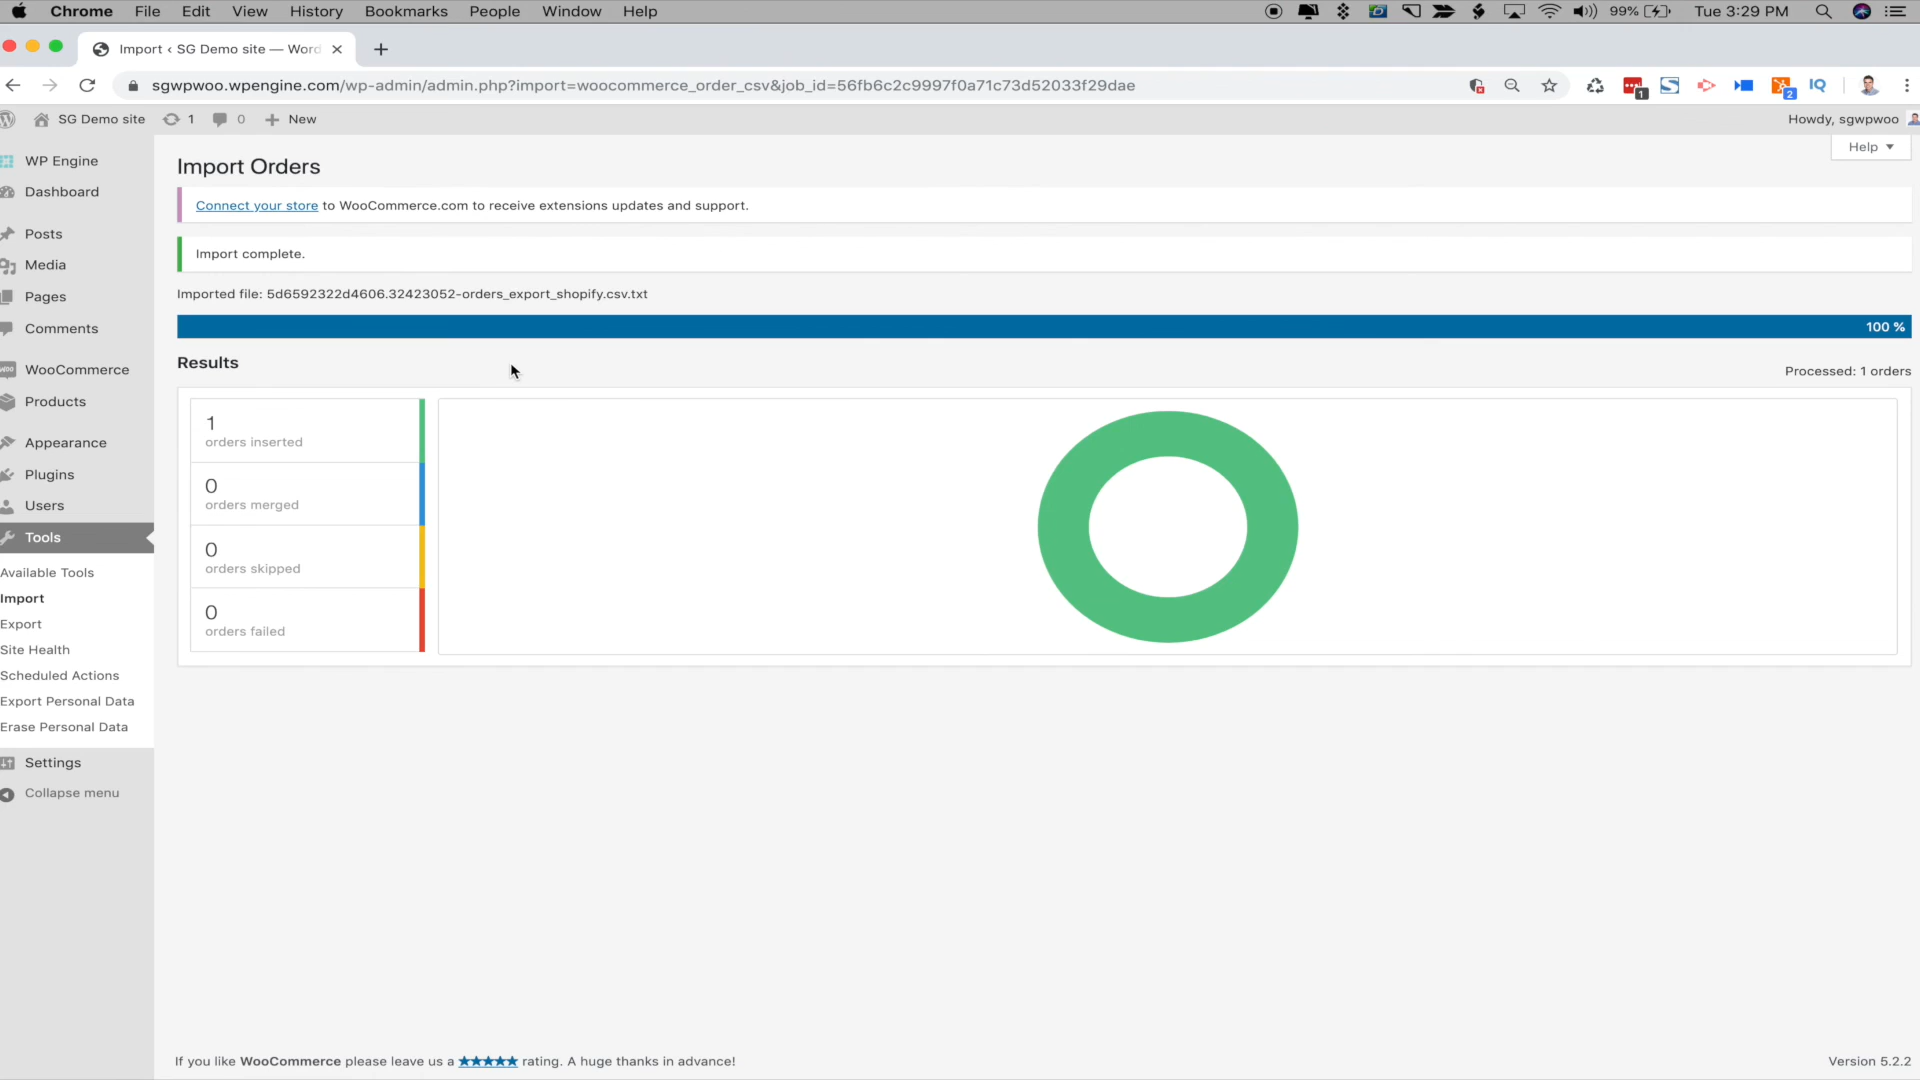 Chrome File Edit View History Bookmarks People Window Help 99% Tue 3:29 PM
Import ‹ SG Demo site — Word
sgwpwoo.wpengine.com/wp-admin/admin.php?import=woocommerce_order_csv&job_id=56fb6c2c9997f0a71c73d52033f29dae 1 2 IQ
SG Demo site 1 0 New Howdy, sgwpwoo
Help
WP Engine
Dashboard
Posts
Media
Pages
Comments
WooCommerce
Products
Appearance
Plugins
Users
Tools
Available Tools
Import
Export
Site Health
Scheduled Actions
Export Personal Data
Erase Personal Data
Settings
Collapse menu
Import Orders
Connect your store to WooCommerce.com to receive extensions updates and support.
Import complete.
Imported file: 5d6592322d4606.32423052-orders_export_shopify.csv.txt
100 %
Results
Processed: 1 orders
1
orders inserted
0
orders merged
0
orders skipped
0
orders failed
If you like WooCommerce please leave us a ★★★★★ rating. A huge thanks in advance!
Version 5.2.2